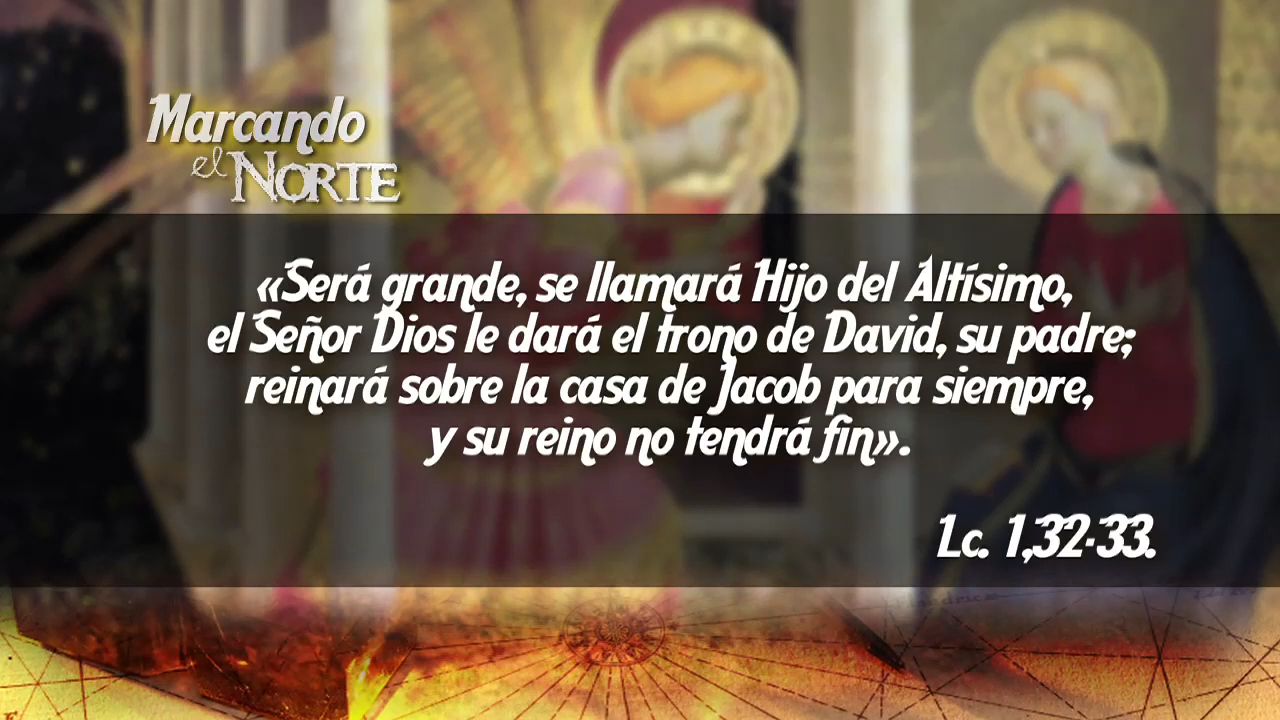 Marcando
el NORTE
«Será grande, se llamará Hijo del Altísimo,
el Señor Dios le dará el trono de David, su padre;
reinará sobre la casa de Jacob para siempre,
y su reino no tendrá fin».
Lc. 1,32-33.